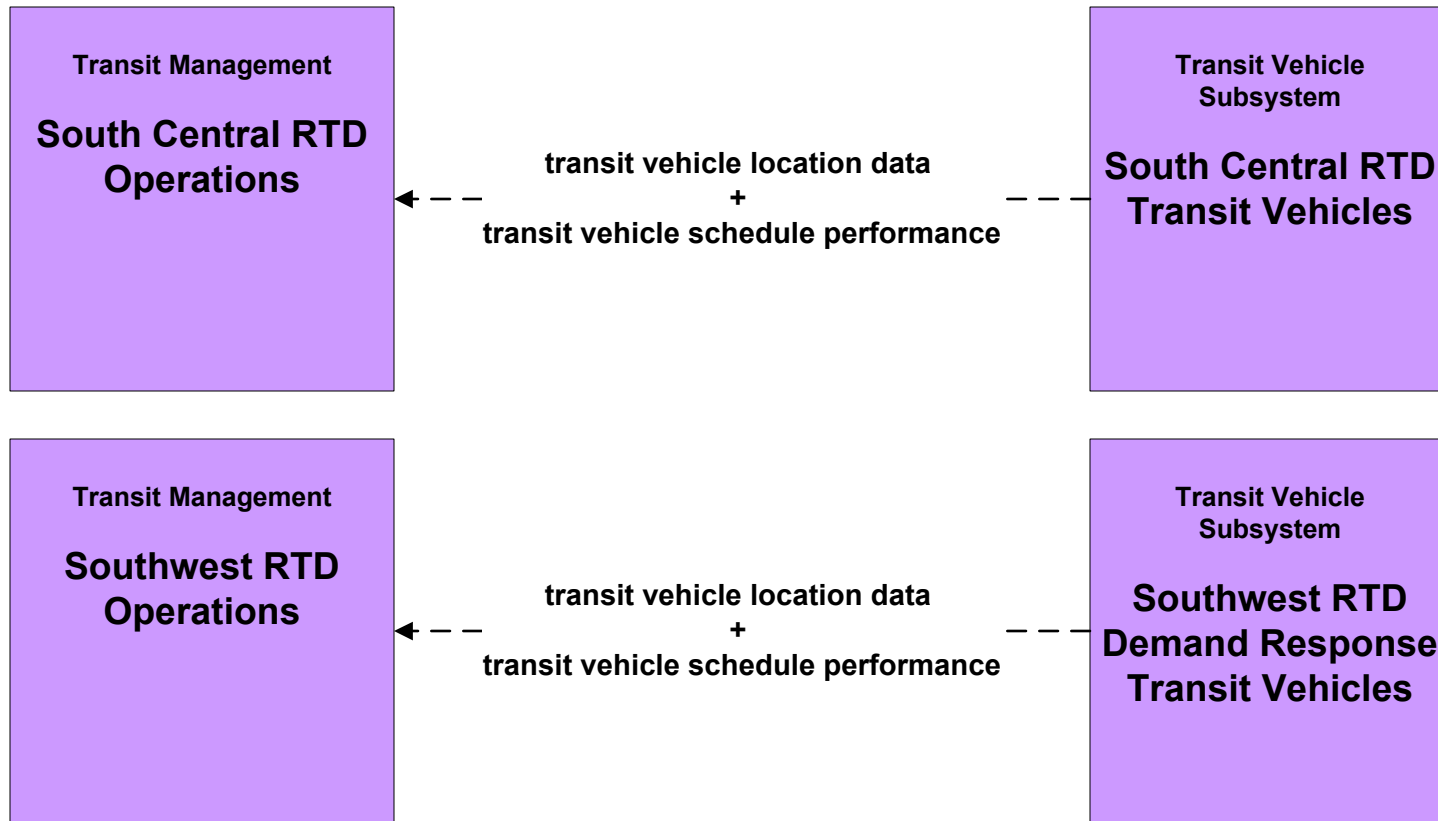 Transit Management
South Central RTD
Operations
transit vehicle location data
+
transit vehicle schedule performance
Transit Vehicle
Subsystem
South Central RTD
Transit Vehicles
Transit Management
Southwest RTD
Operations
transit vehicle location data
+
transit vehicle schedule performance
Transit Vehicle
Subsystem
Southwest RTD
Demand Response
Transit Vehicles